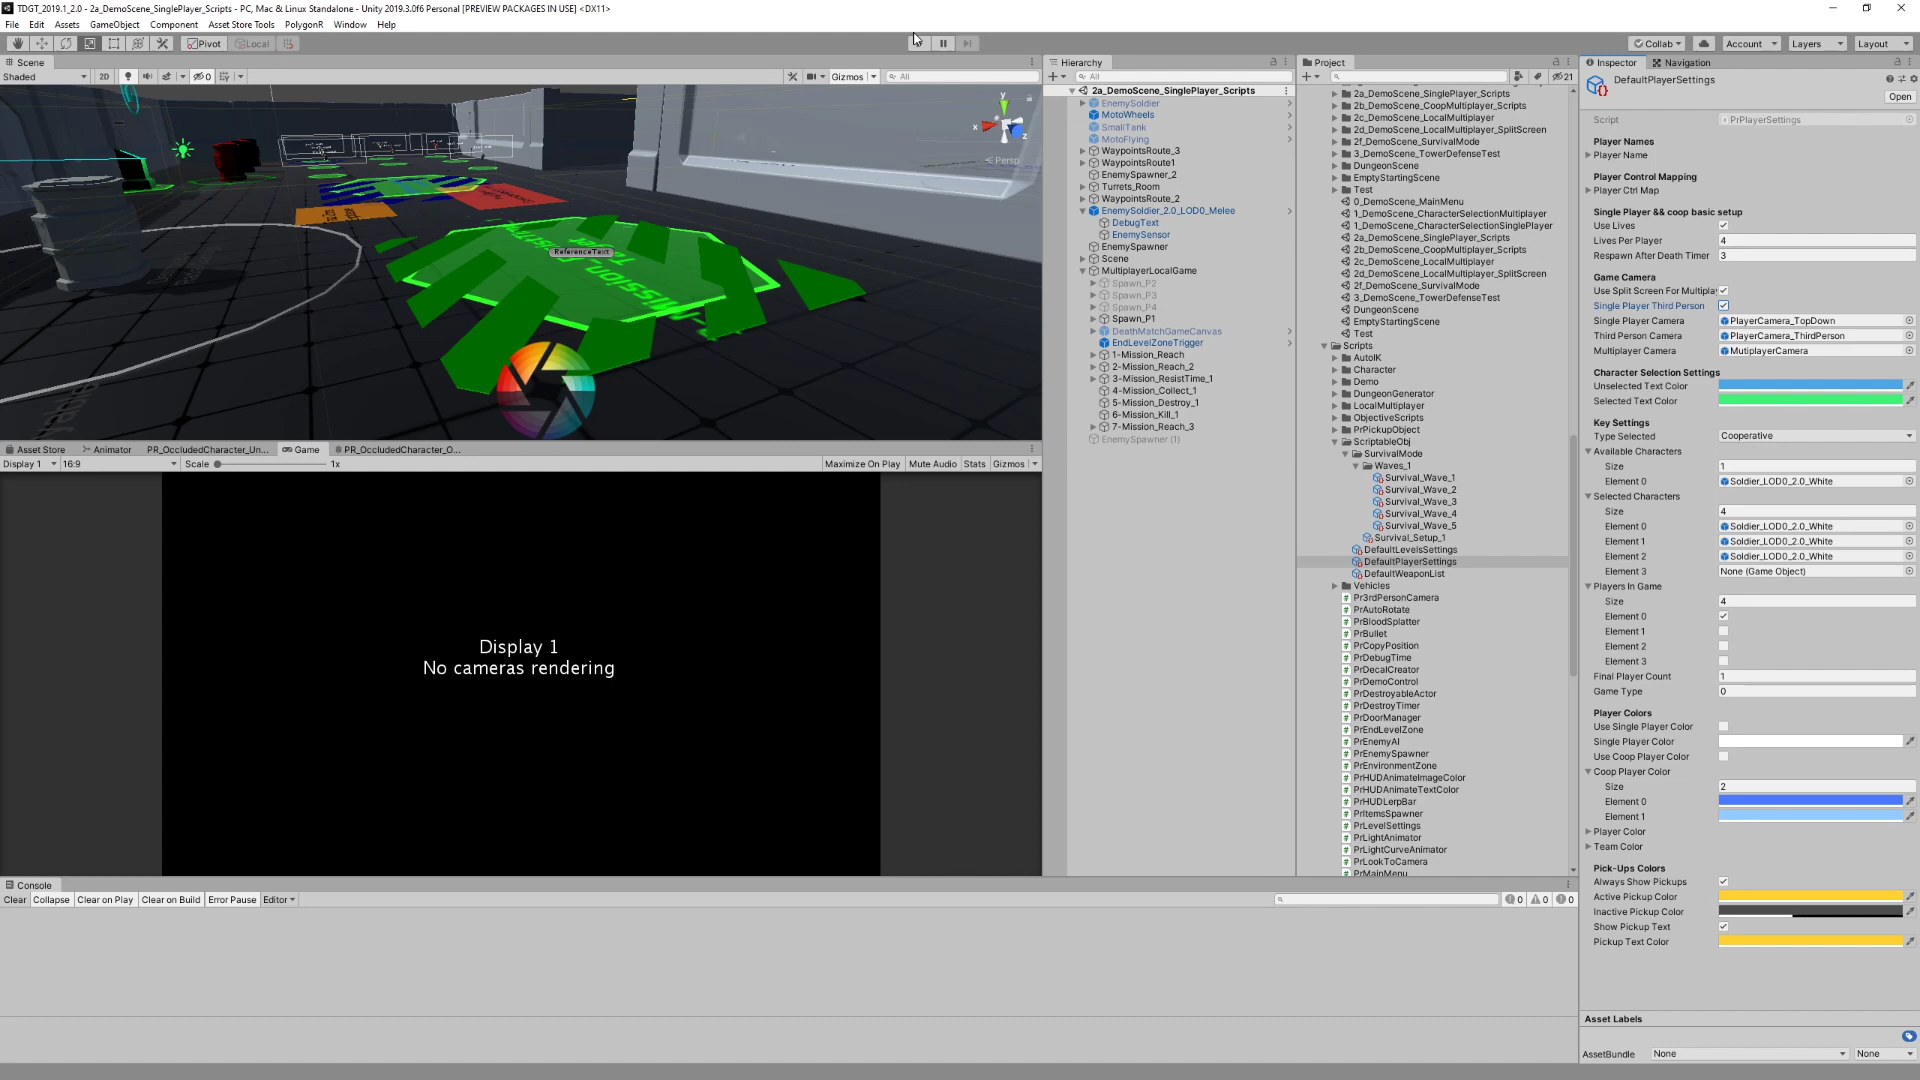 TDGT_2019.1_2.0 - 2a_DemoScene_SinglePlayer_Scripts - PC, Mac & Linux Standalone - Unity 2019.3.0f6 Personal [PREVIEW PACKAGES IN USE] <DX11>
File Edit Assets GameObject Component Asset Store Tools PolygonR Window Help
Pivot Local Collab Account Layers Layout
Scene
Shaded 2D 0 Gizmos All
y
x
Persp
ReferenceText
Asset Store Animator PR_OccludedCharacter_Un... Game PR_OccludedCharacter_O...
Display 1 16:9 Scale 1x Maximize On Play Mute Audio Stats Gizmos
Display 1
No cameras rendering
Console
Clear Collapse Clear on Play Clear on Build Error Pause Editor 0 0 0
Hierarchy
All
2a_DemoScene_SinglePlayer_Scripts
EnemySoldier
MotoWheels
SmallTank
MotoFlying
WaypointsRoute_3
WaypointsRoute1
EnemySpawner_2
Turrets_Room
WaypointsRoute_2
EnemySoldier_2.0_LOD0_Melee
DebugText
EnemySensor
EnemySpawner
Scene
MultiplayerLocalGame
Spawn_P2
Spawn_P3
Spawn_P4
Spawn_P1
DeathMatchGameCanvas
EndLevelZoneTrigger
1-Mission_Reach
2-Mission_Reach_2
3-Mission_ResistTime_1
4-Mission_Collect_1
5-Mission_Destroy_1
6-Mission_Kill_1
7-Mission_Reach_3
EnemySpawner (1)
Project
21
2a_DemoScene_SinglePlayer_Scripts
2b_DemoScene_CoopMultiplayer_Scripts
2c_DemoScene_LocalMultiplayer
2d_DemoScene_LocalMultiplayer_SplitScreen
2f_DemoScene_SurvivalMode
3_DemoScene_TowerDefenseTest
DungeonScene
EmptyStartingScene
Test
0_DemoScene_MainMenu
1_DemoScene_CharacterSelectionMultiplayer
1_DemoScene_CharacterSelectionSinglePlayer
2a_DemoScene_SinglePlayer_Scripts
2b_DemoScene_CoopMultiplayer_Scripts
2c_DemoScene_LocalMultiplayer
2d_DemoScene_LocalMultiplayer_SplitScreen
2f_DemoScene_SurvivalMode
3_DemoScene_TowerDefenseTest
DungeonScene
EmptyStartingScene
Test
Scripts
AutoIK
Character
Demo
DungeonGenerator
LocalMultiplayer
ObjectiveScripts
PrPickupObject
ScriptableObj
SurvivalMode
Waves_1
Survival_Wave_1
Survival_Wave_2
Survival_Wave_3
Survival_Wave_4
Survival_Wave_5
Survival_Setup_1
DefaultLevelsSettings
DefaultPlayerSettings
DefaultWeaponList
Vehicles
Pr3rdPersonCamera
PrAutoRotate
PrBloodSplatter
PrBullet
PrCopyPosition
PrDebugTime
PrDecalCreator
PrDemoControl
PrDestroyableActor
PrDestroyTimer
PrDoorManager
PrEndLevelZone
PrEnemyAI
PrEnemySpawner
PrEnvironmentZone
PrHUDAnimateImageColor
PrHUDAnimateTextColor
PrHUDLerpBar
PrItemsSpawner
PrLevelSettings
PrLightAnimator
PrLightCurveAnimator
PrLookToCamera
PrMainMenu
Inspector Navigation
DefaultPlayerSettings
Open
Script PrPlayerSettings
Player Names
Player Name
Player Control Mapping
Player Ctrl Map
Single Player && coop basic setup
Use Lives
Lives Per Player 4
Respawn After Death Timer 3
Game Camera
Use Split Screen For Multiplay
Single Player Third Person
Single Player Camera PlayerCamera_TopDown
Third Person Camera PlayerCamera_ThirdPerson
Multiplayer Camera MutiplayerCamera
Character Selection Settings
Unselected Text Color
Selected Text Color
Key Settings
Type Selected Cooperative
Available Characters
Size 1
Element 0 Soldier_LOD0_2.0_White
Selected Characters
Size 4
Element 0 Soldier_LOD0_2.0_White
Element 1 Soldier_LOD0_2.0_White
Element 2 Soldier_LOD0_2.0_White
Element 3 None (Game Object)
Players In Game
Size 4
Element 0
Element 1
Element 2
Element 3
Final Player Count 1
Game Type 0
Player Colors
Use Single Player Color
Single Player Color
Use Coop Player Color
Coop Player Color
Size 2
Element 0
Element 1
Player Color
Team Color
Pick-Ups Colors
Always Show Pickups
Active Pickup Color
Inactive Pickup Color
Show Pickup Text
Pickup Text Color
Asset Labels
AssetBundle None None